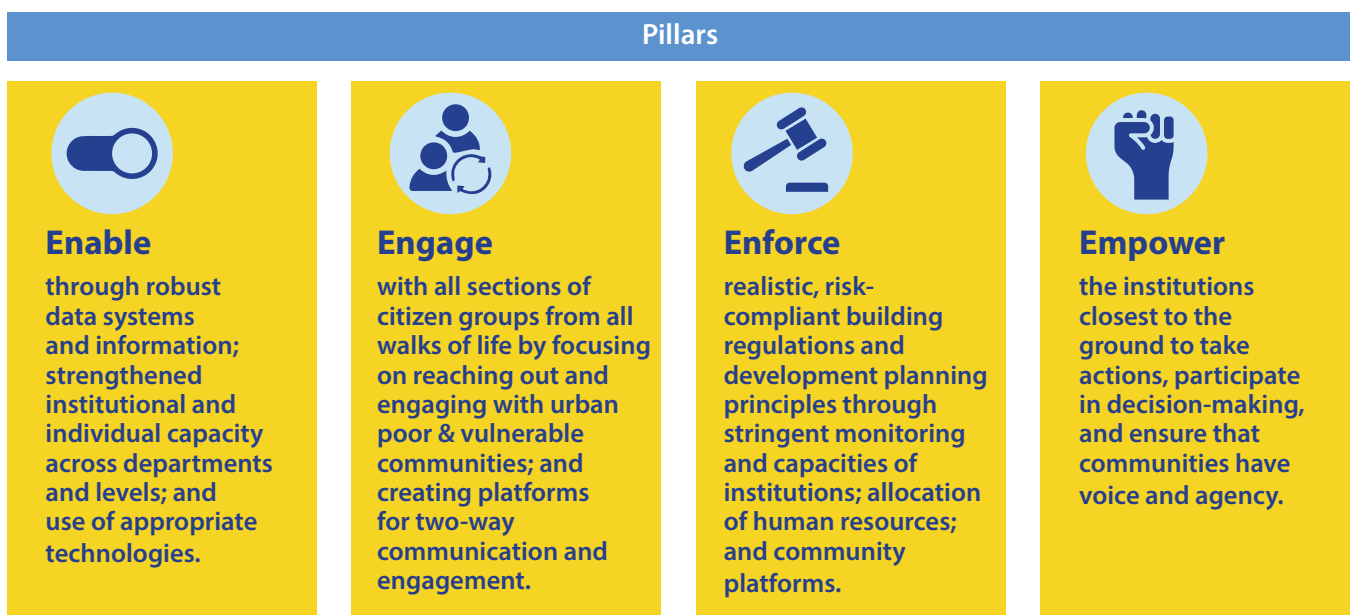 Pillars
Enable
through robust
data systems
and information;
strengthened
institutional and
individual capacity
across departments
and levels; and
use of appropriate
technologies.
Engage
with all sections of
citizen groups from all
walks of life by focusing
on reaching out and
engaging with urban
poor & vulnerable
communities; and
creating platforms
for two-way
communication and
engagement.
Enforce
realistic, risk-
compliant building
regulations and
development planning
principles through
stringent monitoring
and capacities of
institutions; allocation
of human resources;
and community
platforms.
Empower
the institutions
closest to the
ground to take
actions, participate
in decision-making,
and ensure that
communities have
voice and agency.